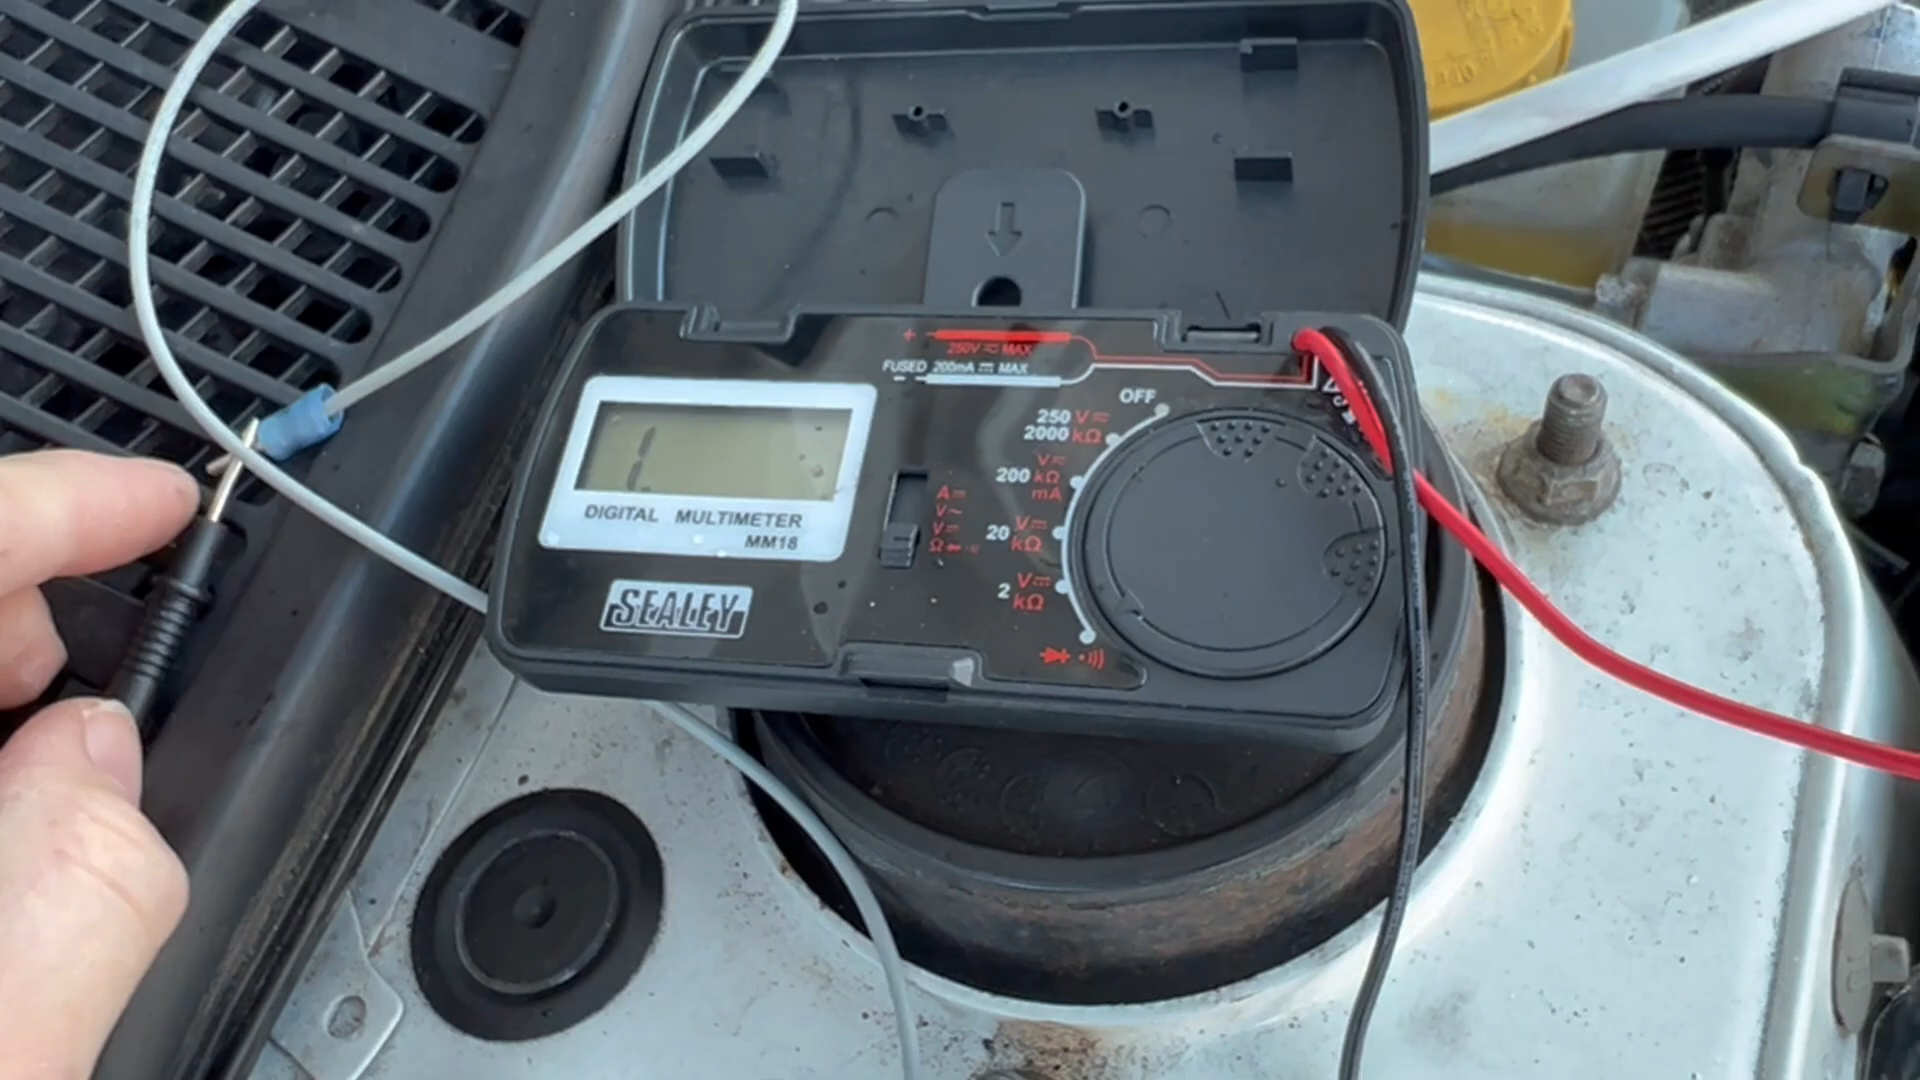 +
250V MAX
FUSED 200mA MAX
-
OFF
250 V
2000 kΩ
V
200 kΩ
mA
20 V
kΩ
2 V
kΩ
A
V~
V
Ω
1
DIGITAL MULTIMETER
MM18
SEALEY